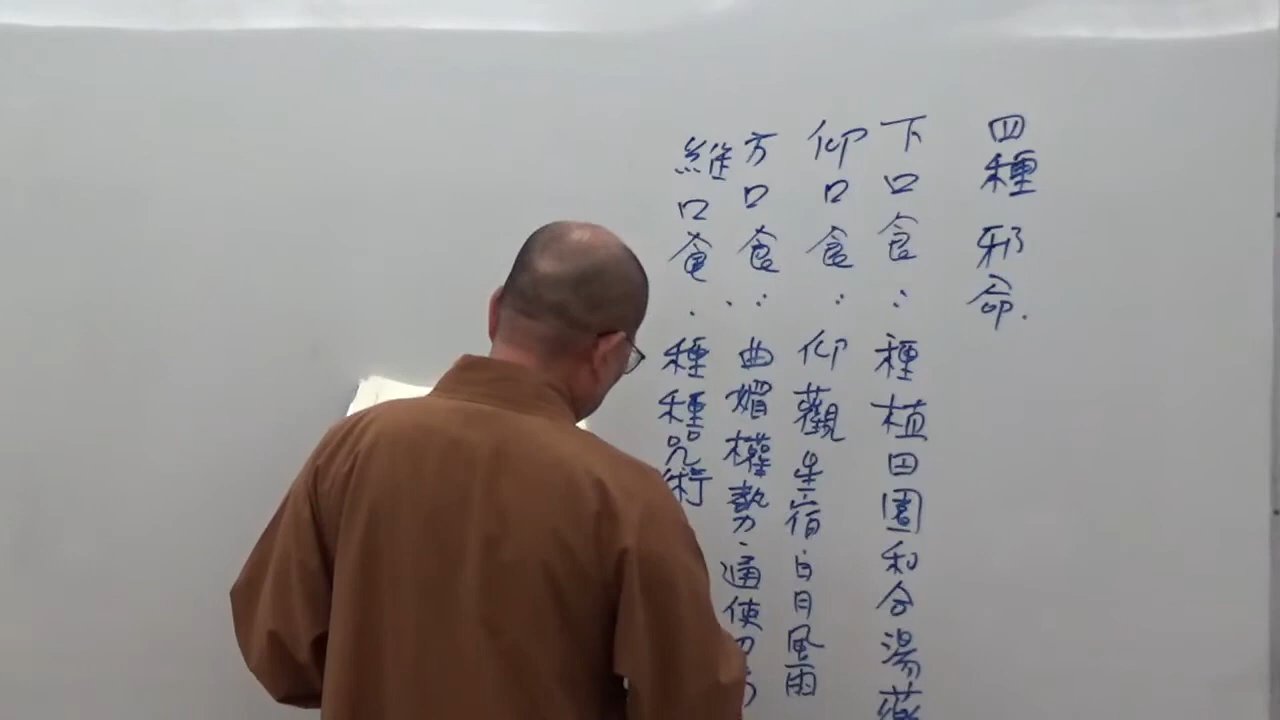 四種邪命.
下口食：種植田園和合湯藥
仰口食：仰觀星宿.日月風雨
方口食：曲媚權勢.通使四方
維口食.種種咒術